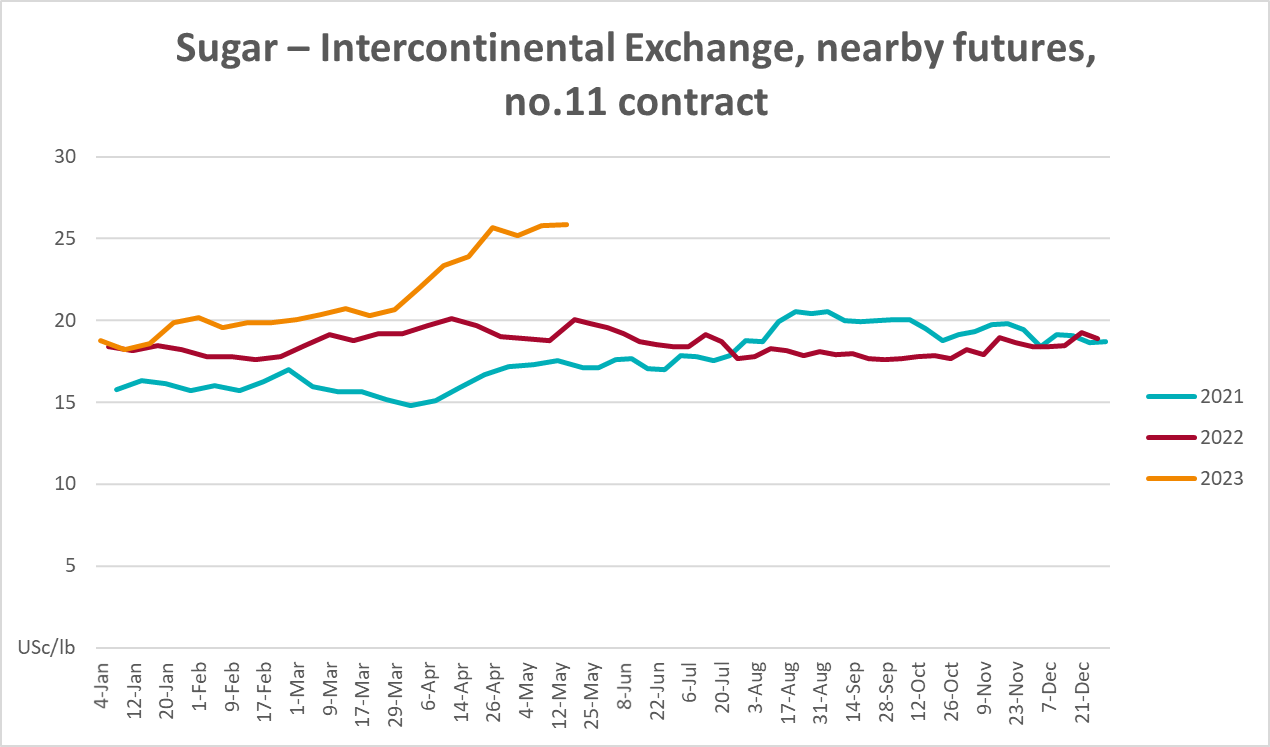 Sugar – Intercontinental Exchange, nearby futures,
no.11 contract
30
25
20
15
10
5
USc/lb
4-Jan
12-Jan
20-Jan
1-Feb
9-Feb
17-Feb
1-Mar
9-Mar
17-Mar
29-Mar
6-Apr
14-Apr
26-Apr
4-May
12-May
25-May
8-Jun
22-Jun
6-Jul
20-Jul
3-Aug
17-Aug
31-Aug
14-Sep
28-Sep
12-Oct
26-Oct
9-Nov
23-Nov
7-Dec
21-Dec
2021
2022
2023